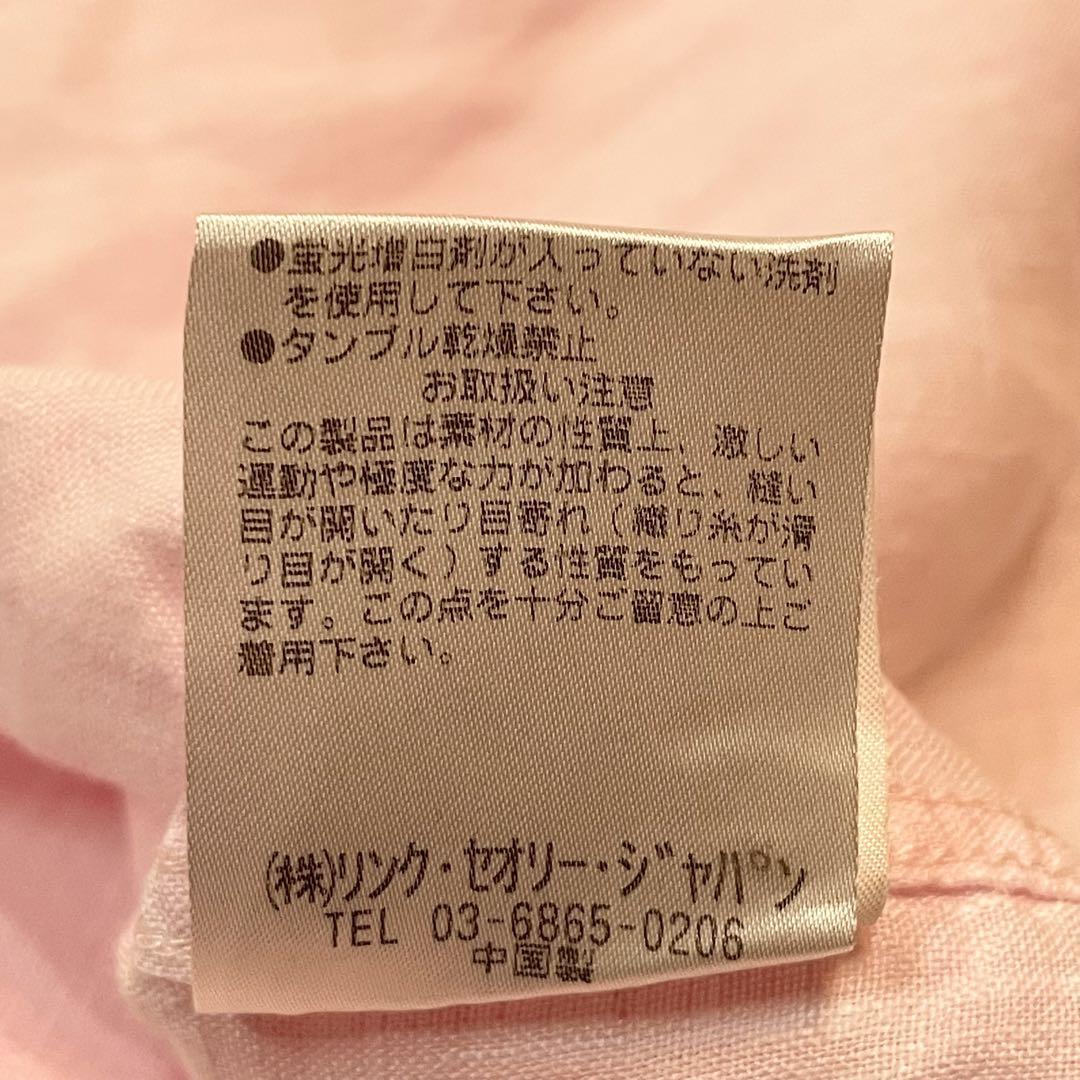 ●蛍光増白剤が入っていない洗剤
を使用して下さい。
●タンブル乾燥禁止
お取扱い注意
この製品は素材の性質上、激しい
運動や極度な力が加わると、縫い
目が開いたり目寄れ(織り糸が滑
り目が開く)する性質をもってい
ます。この点を十分ご留意の上ご
着用下さい。
(株)リンク・セオリー・ジャパン
TEL 03-6865-0206
中国製